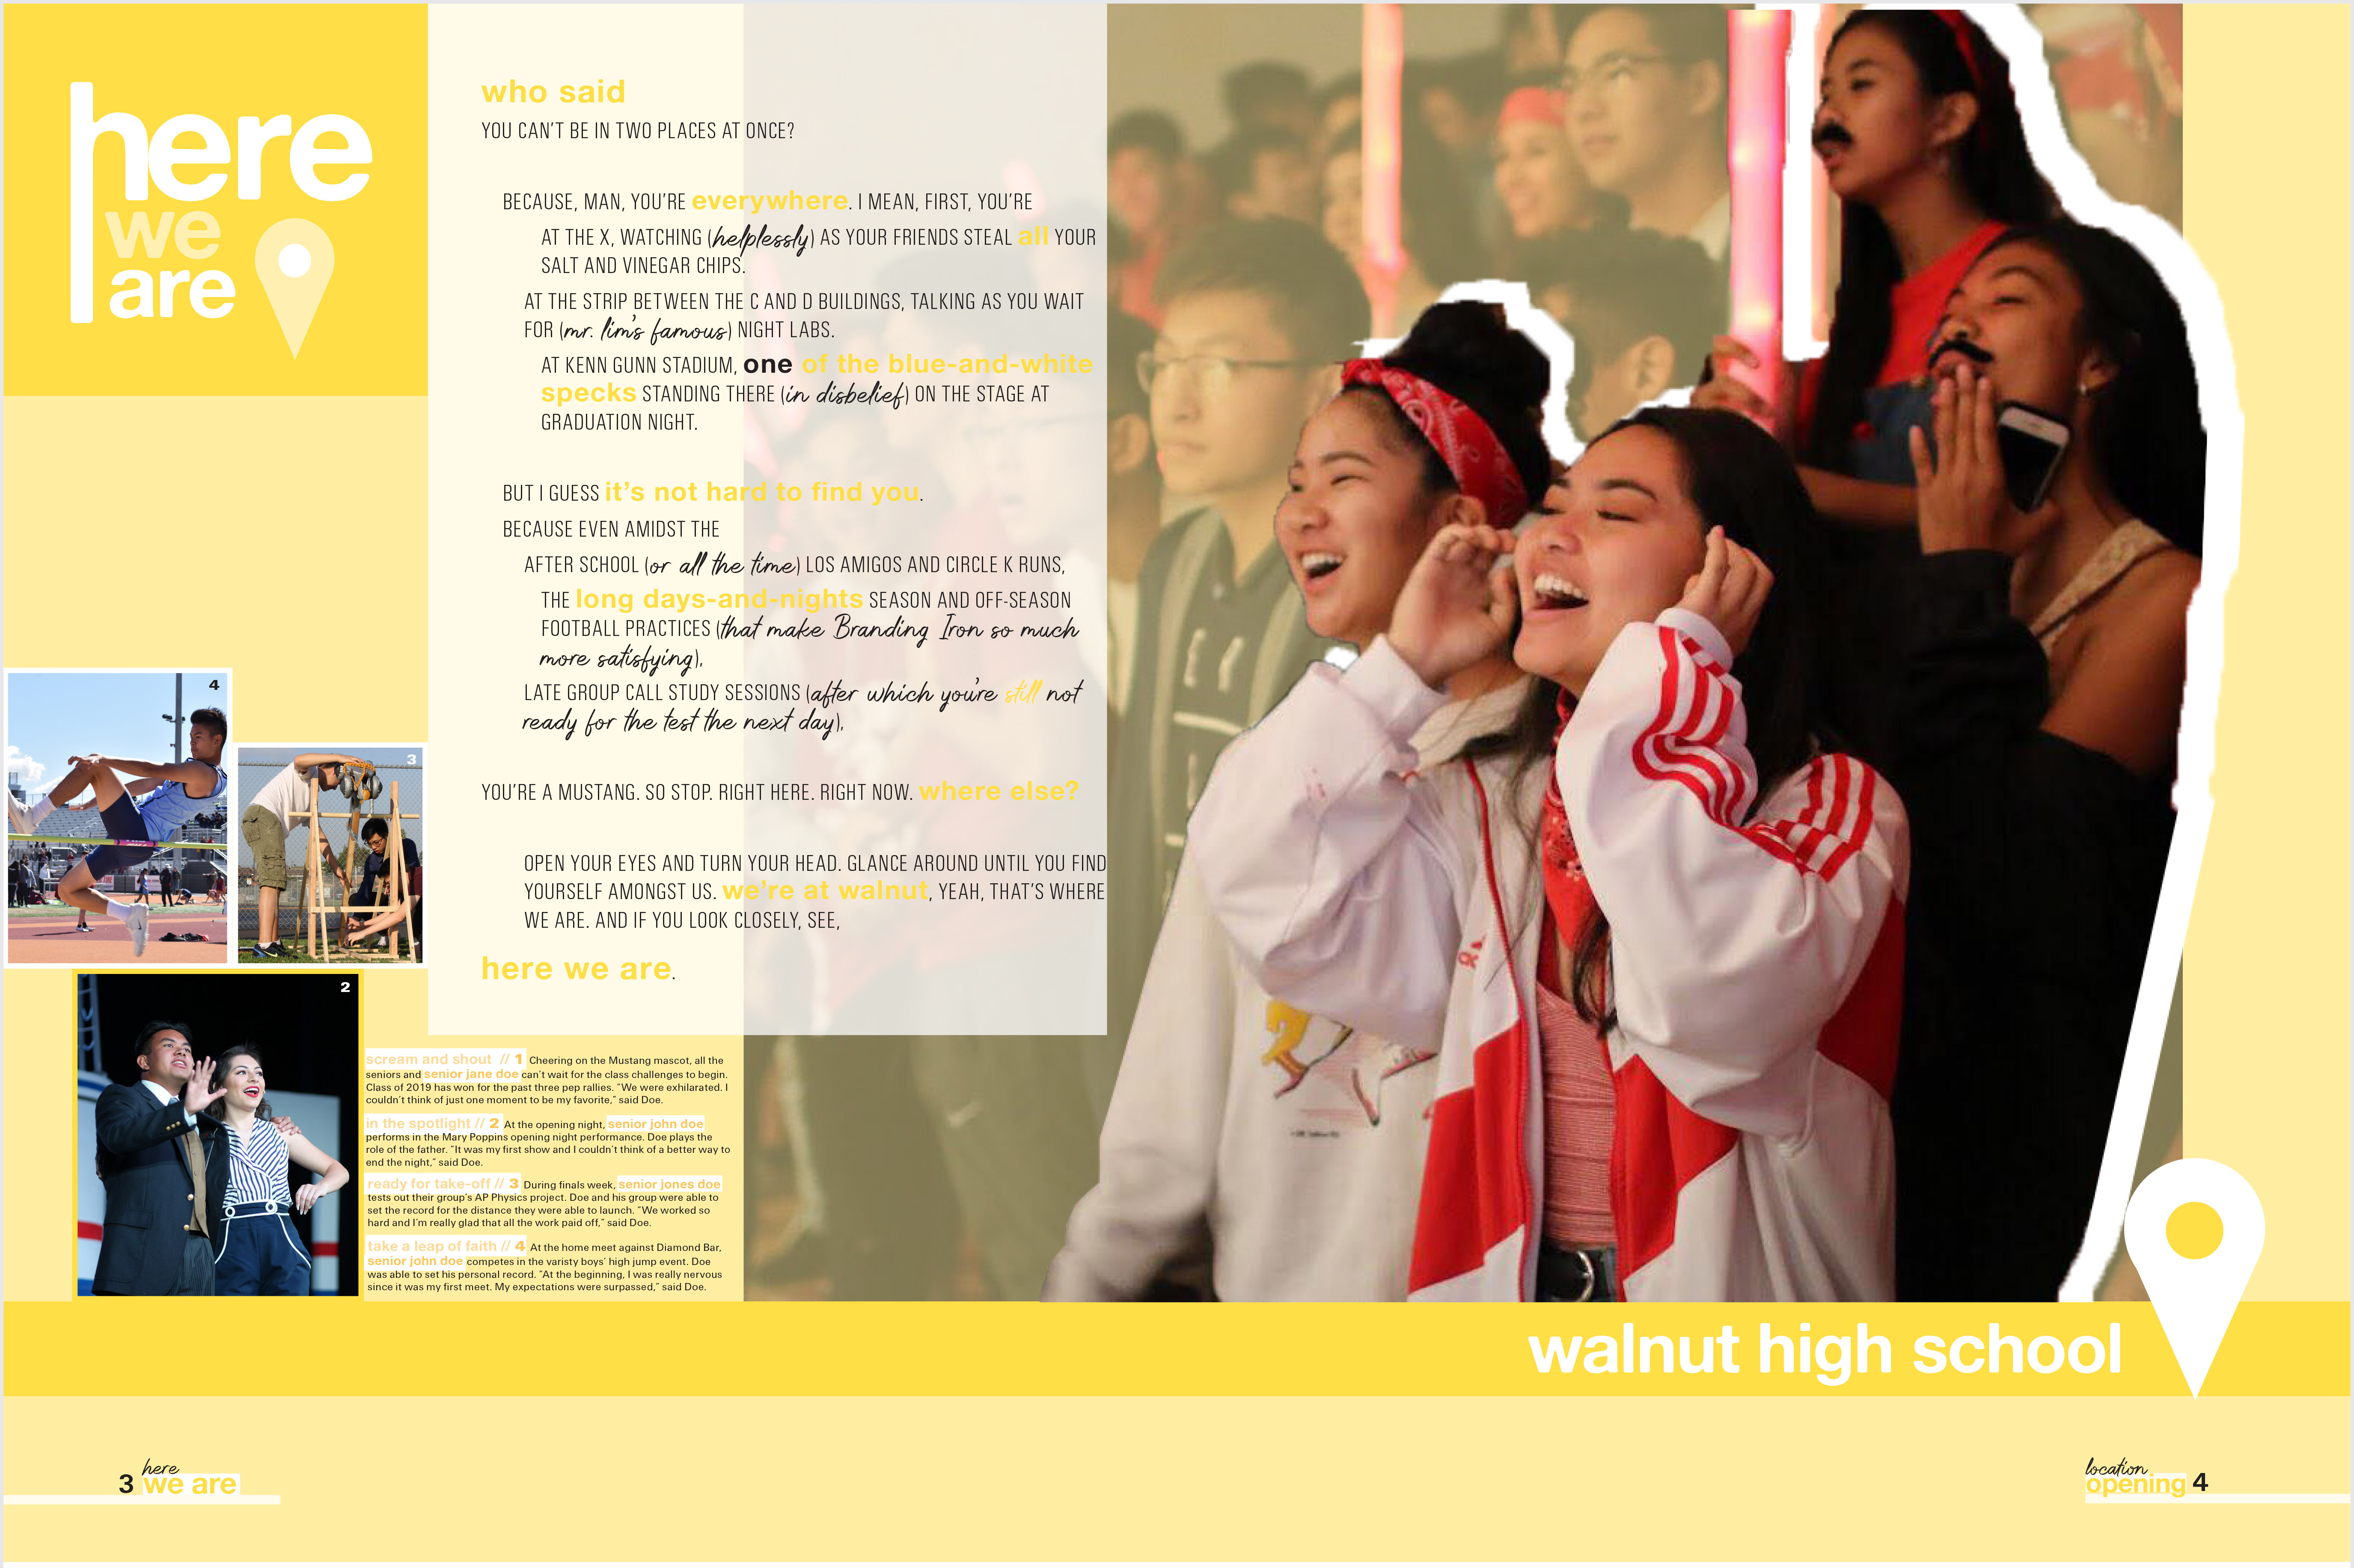 here
we
are
who said
YOU CAN'T BE IN TWO PLACES AT ONCE?
BECAUSE, MAN, YOU'RE everywhere. I MEAN, FIRST, YOU'RE
AT THE X, WATCHING (helplessly) AS YOUR FRIENDS STEAL all YOUR
SALT AND VINEGAR CHIPS.
AT THE STRIP BETWEEN THE C AND D BUILDINGS, TALKING AS YOU WAIT
FOR (mr. lim's famous) NIGHT LABS.
AT KENN GUNN STADIUM, one of the blue-and-white
specks STANDING THERE (in disbelief) ON THE STAGE AT
GRADUATION NIGHT.
BUT I GUESS it's not hard to find you.
BECAUSE EVEN AMIDST THE
AFTER SCHOOL (or all the time) LOS AMIGOS AND CIRCLE K RUNS,
THE long days-and-nights SEASON AND OFF-SEASON
FOOTBALL PRACTICES (that make Branding Iron so much
more satisfying),
LATE GROUP CALL STUDY SESSIONS (after which you're still not
ready for the test the next day),
YOU'RE A MUSTANG. SO STOP. RIGHT HERE. RIGHT NOW. where else?
OPEN YOUR EYES AND TURN YOUR HEAD. GLANCE AROUND UNTIL YOU FIND
YOURSELF AMONGST US. we're at walnut, YEAH, THAT'S WHERE
WE ARE. AND IF YOU LOOK CLOSELY, SEE,
here we are.
4
3
2
scream and shout // 1 Cheering on the Mustang mascot, all the
seniors and senior jane doe can't wait for the class challenges to begin.
Class of 2019 has won for the past three pep rallies. "We were exhilarated. I
couldn't think of just one moment to be my favorite," said Doe.
in the spotlight // 2 At the opening night, senior john doe
performs in the Mary Poppins opening night performance. Doe plays the
role of the father. "It was my first show and I couldn't think of a better way to
end the night," said Doe.
ready for take-off // 3 During finals week, senior jones doe
tests out their group's AP Physics project. Doe and his group were able to
set the record for the distance they were able to launch. "We worked so
hard and I'm really glad that all the work paid off," said Doe.
take a leap of faith // 4 At the home meet against Diamond Bar,
senior john doe competes in the varisty boys' high jump event. Doe
was able to set his personal record. "At the beginning, I was really nervous
since it was my first meet. My expectations were surpassed," said Doe.
walnut high school
3 here
we are
location
opening 4